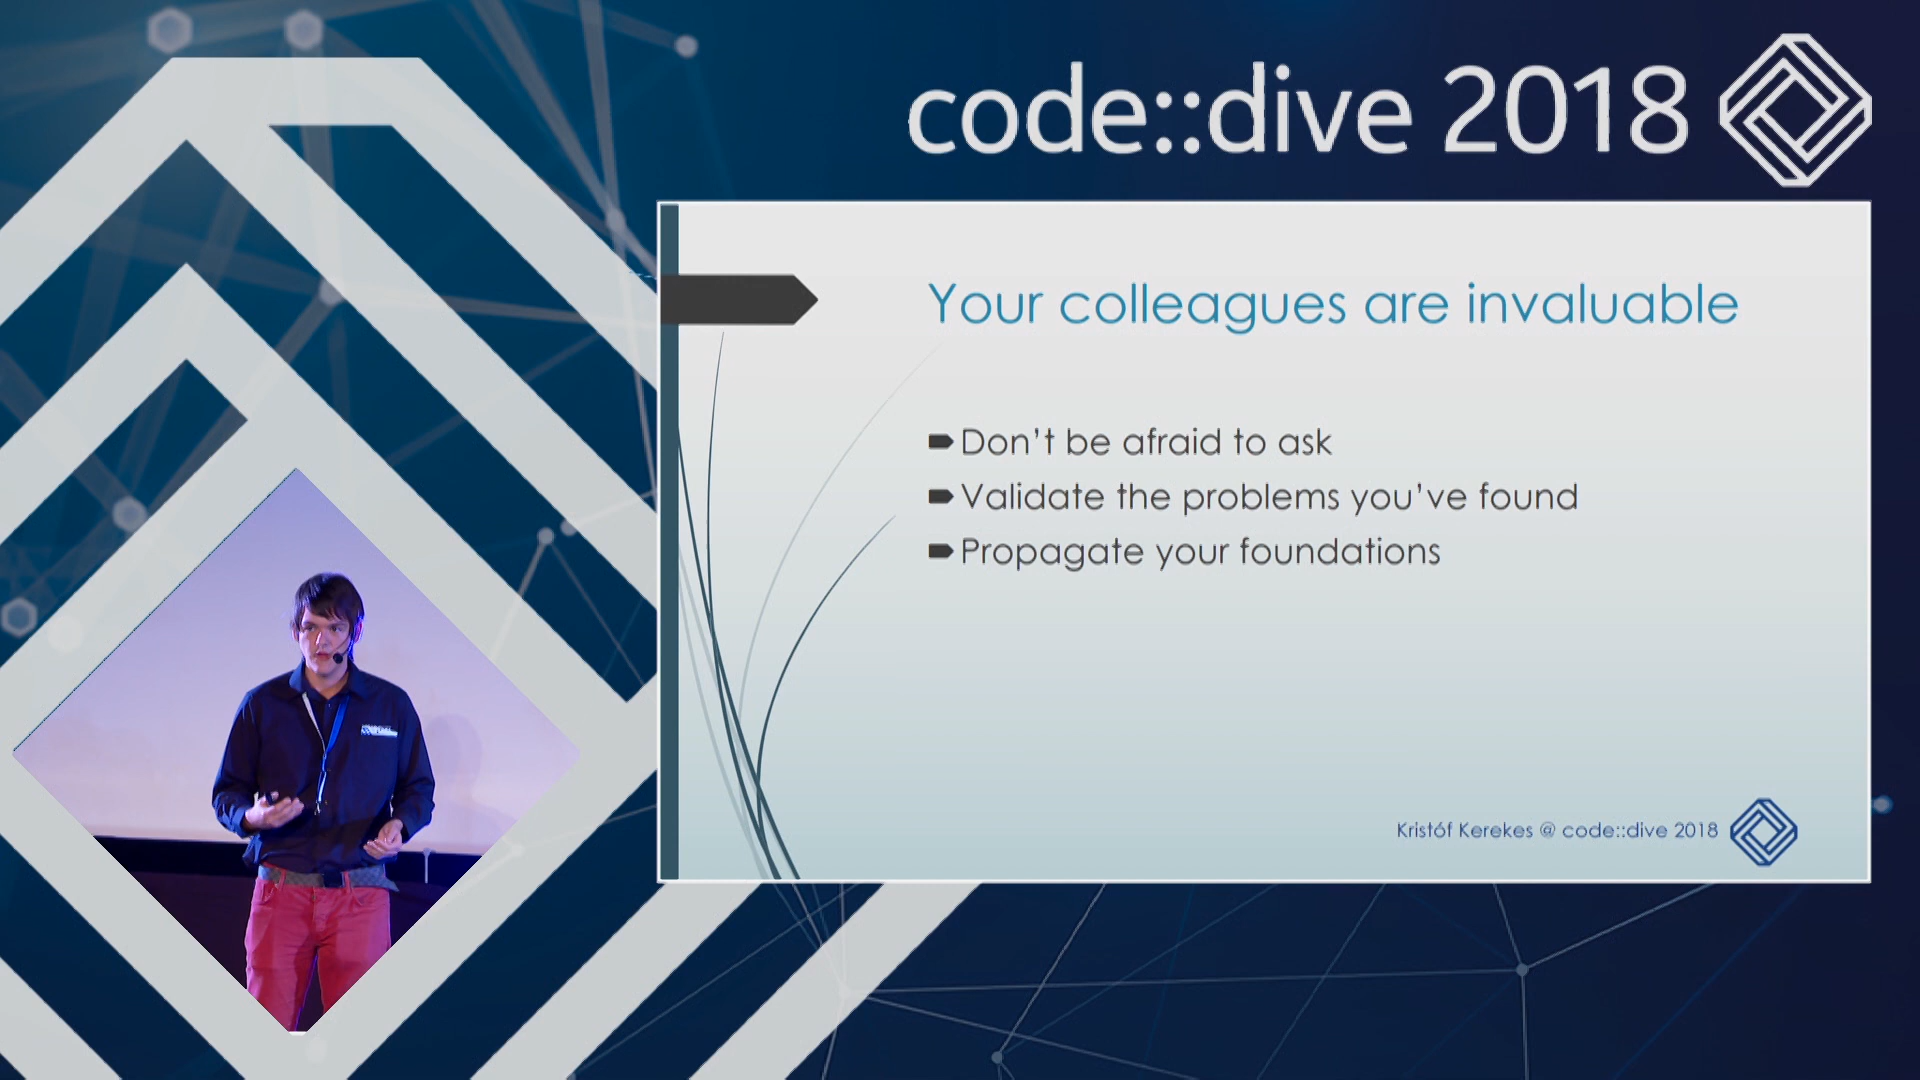 code::dive 2018
Your colleagues are invaluable
Don't be afraid to ask
Validate the problems you've found
Propagate your foundations
Kristóf Kerekes @ code::dive 2018